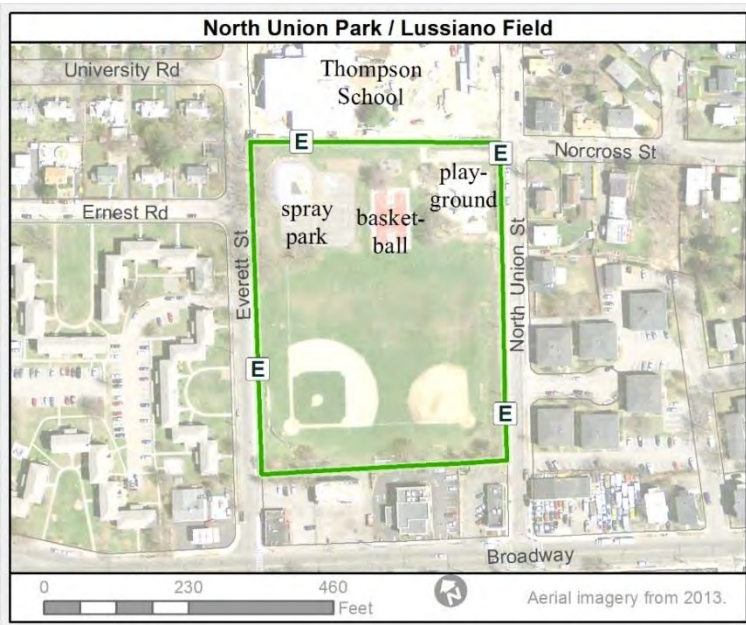 North Union Park / Lussiano Field
University Rd
Thompson
School
E
E
Norcross St
play-
ground
Ernest Rd
spray
park
basket-
ball
Everett St
North Union St
E
E
Broadway
0
230
460
Feet
Aerial imagery from 2013.